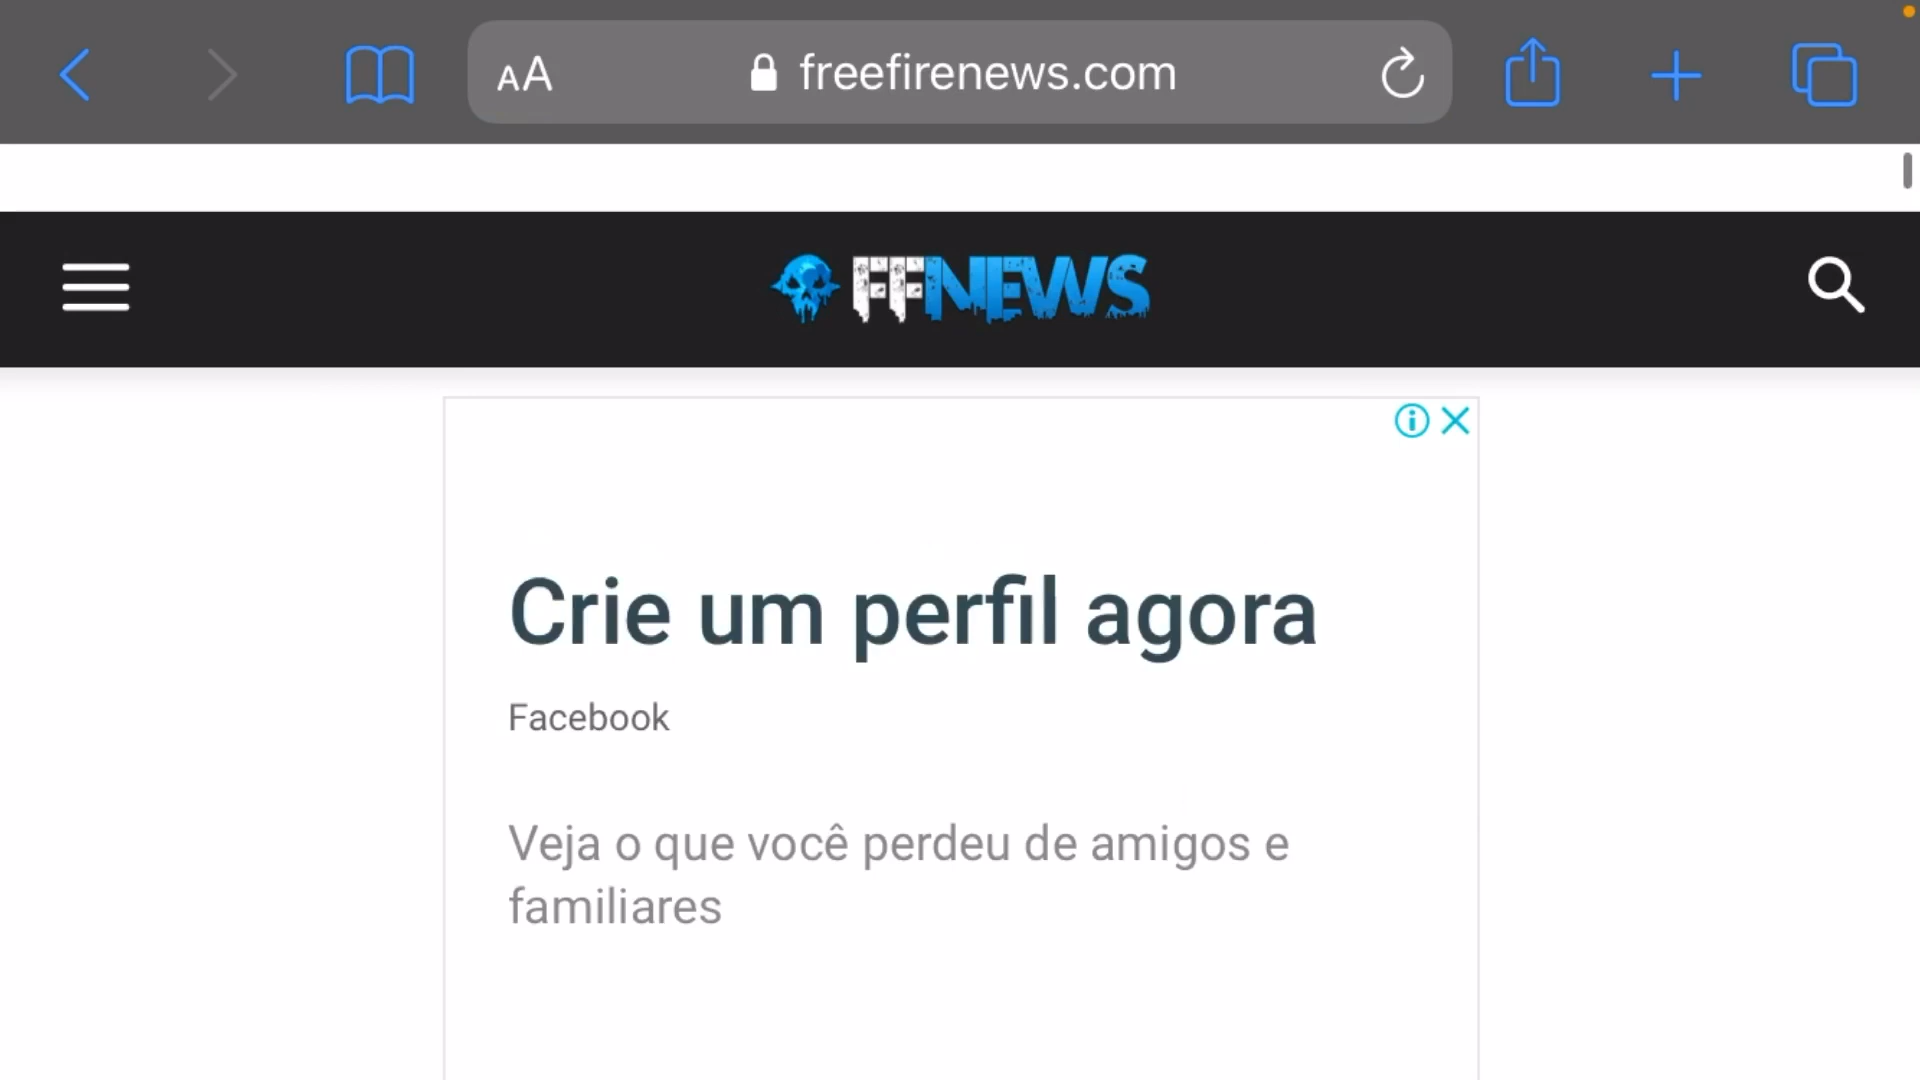 AA freefirenews.com
FFNEWS
Crie um perfil agora
Facebook
Veja o que você perdeu de amigos e
familiares